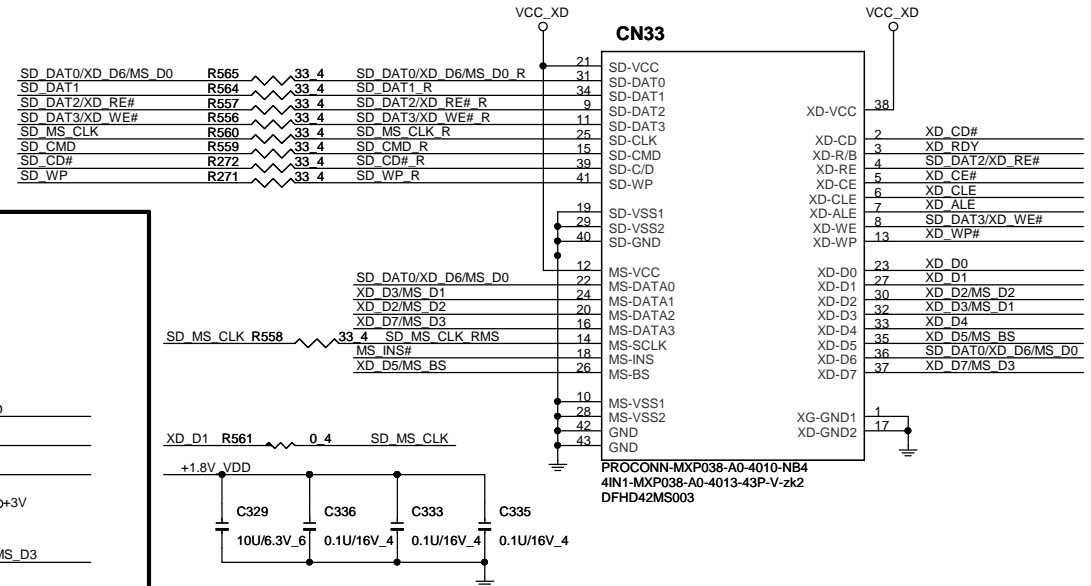 VCC_XD
VCC_XD
CN33
SD_DAT0/XD_D6/MS_D0 R565 33_4 SD_DAT0/XD_D6/MS_D0_R 21 SD-VCC
SD_DAT1 R564 33_4 SD_DAT1_R 31 SD-DAT0
SD_DAT2/XD_RE# R557 33_4 SD_DAT2/XD_RE#_R 34 SD-DAT1
SD_DAT3/XD_WE# R556 33_4 SD_DAT3/XD_WE#_R 9 SD-DAT2
SD_MS_CLK R560 33_4 SD_MS_CLK_R 11 SD-DAT3
SD_CMD R559 33_4 SD_CMD_R 25 SD-CLK
SD_CD# R272 33_4 SD_CD#_R 15 SD-CMD
SD_WP R271 33_4 SD_WP_R 39 SD-C/D
41 SD-WP
19 SD-VSS1
29 SD-VSS2
40 SD-GND
12 MS-VCC
SD_DAT0/XD_D6/MS_D0 22 MS-DATA0
XD_D3/MS_D1 24 MS-DATA1
XD_D2/MS_D2 20 MS-DATA2
XD_D7/MS_D3 16 MS-DATA3
SD_MS_CLK R558 33_4 SD_MS_CLK_RMS 14 MS-SCLK
MS_INS# 18 MS-INS
XD_D5/MS_BS 26 MS-BS
10 MS-VSS1
28 MS-VSS2
42 GND
43 GND
XD-VCC 38
XD-CD 2 XD_CD#
XD-R/B 3 XD_RDY
XD-RE 4 SD_DAT2/XD_RE#
XD-CE 5 XD_CE#
XD-CLE 6 XD_CLE
XD-ALE 7 XD_ALE
XD-WE 8 SD_DAT3/XD_WE#
XD-WP 13 XD_WP#
XD-D0 23 XD_D0
XD-D1 27 XD_D1
XD-D2 30 XD_D2/MS_D2
XD-D3 32 XD_D3/MS_D1
XD-D4 33 XD_D4
XD-D5 35 XD_D5/MS_BS
XD-D6 36 SD_DAT0/XD_D6/MS_D0
XD-D7 37 XD_D7/MS_D3
XG-GND1 1
XD-GND2 17
PROCONN-MXP038-A0-4010-NB4
4IN1-MXP038-A0-4013-43P-V-zk2
DFHD42MS003
XD_D1 R561 0_4 SD_MS_CLK
+1.8V_VDD
C329 C336 C333 C335
10U/6.3V_6 0.1U/16V_4 0.1U/16V_4 0.1U/16V_4
+3V
MS_D3